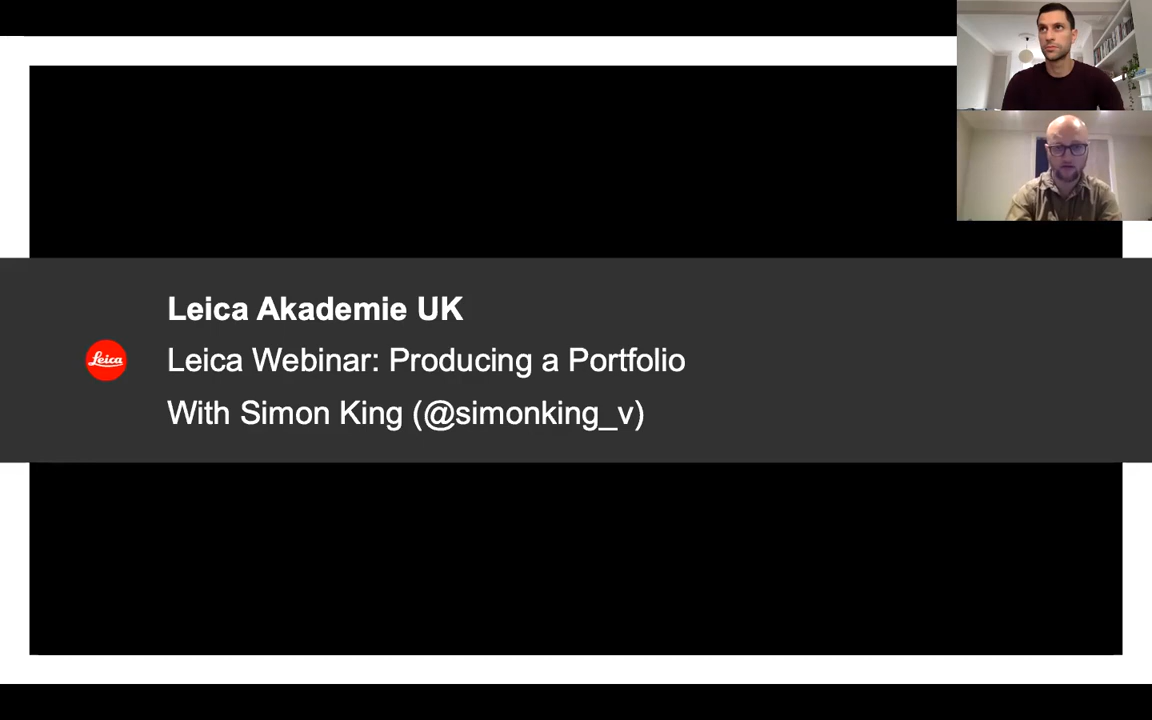 Leica Akademie UK
Leica
Leica Webinar: Producing a Portfolio
With Simon King (@simonking_v)